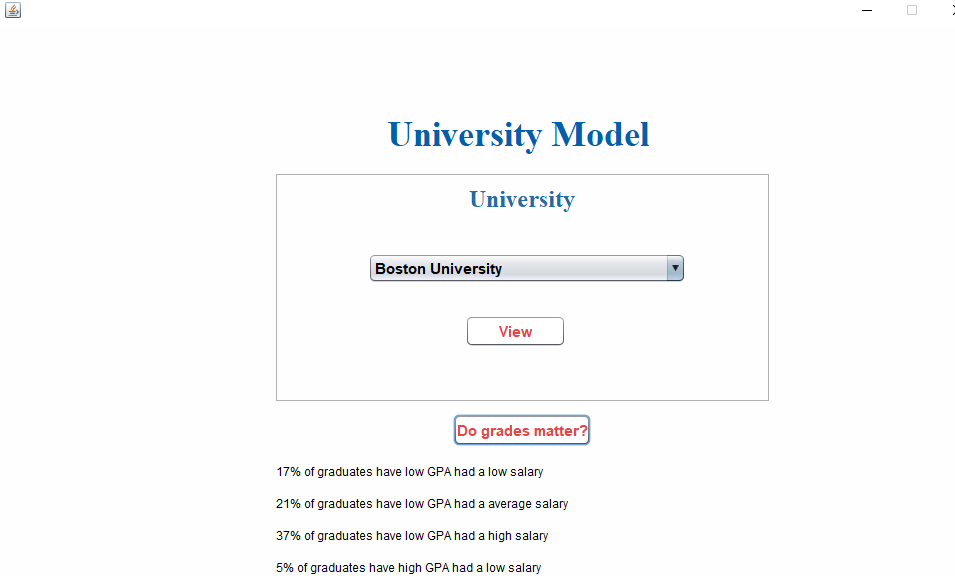 University Model
University
Boston University
View
Do grades matter?
17% of graduates have low GPA had a low salary
21% of graduates have low GPA had a average salary
37% of graduates have low GPA had a high salary
5% of graduates have high GPA had a low salary